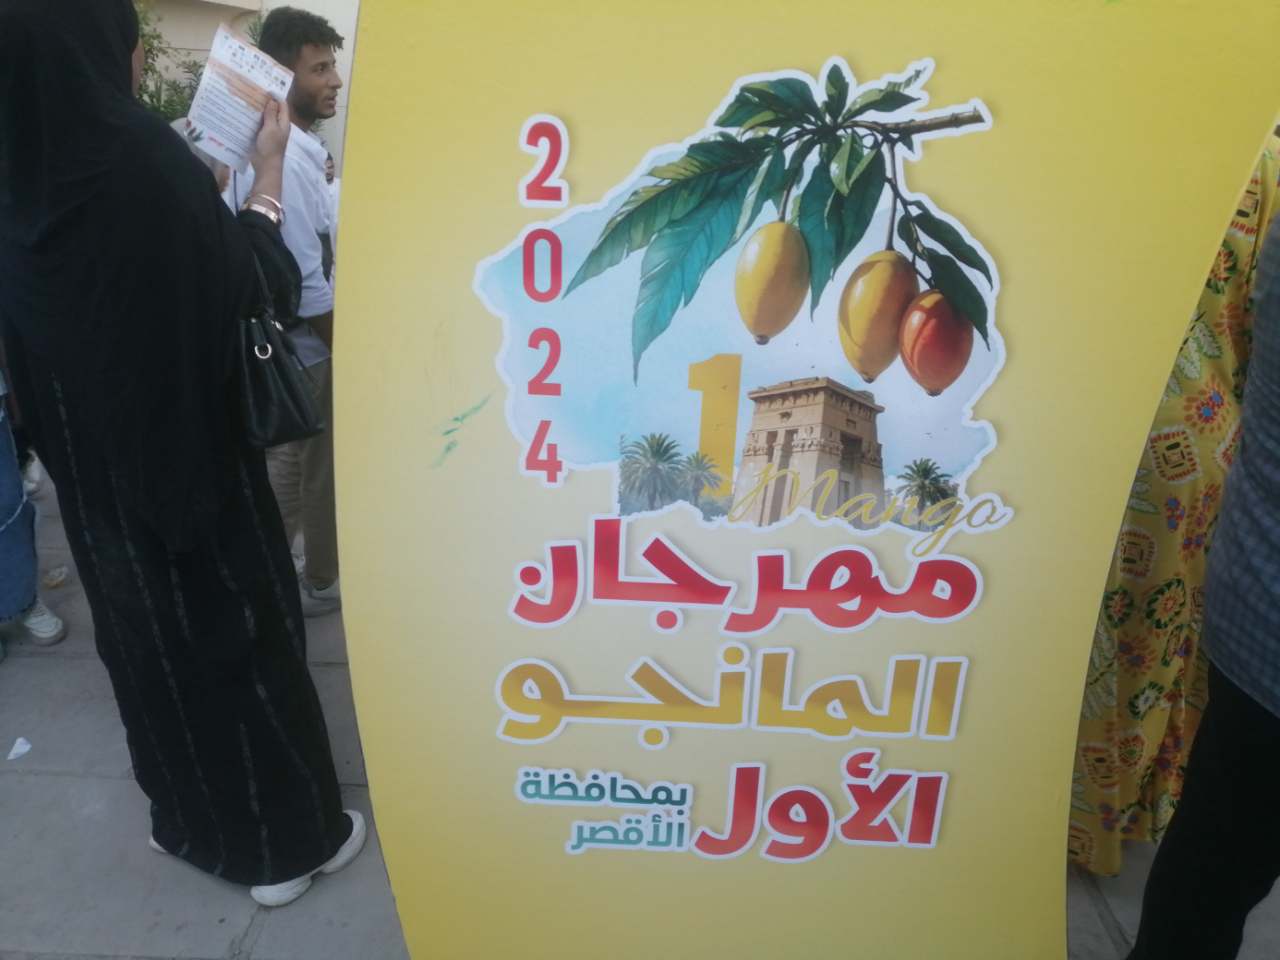 2024
1
Mango
مهرجان
المانجو
الأول
بمحافظة
الأقصر